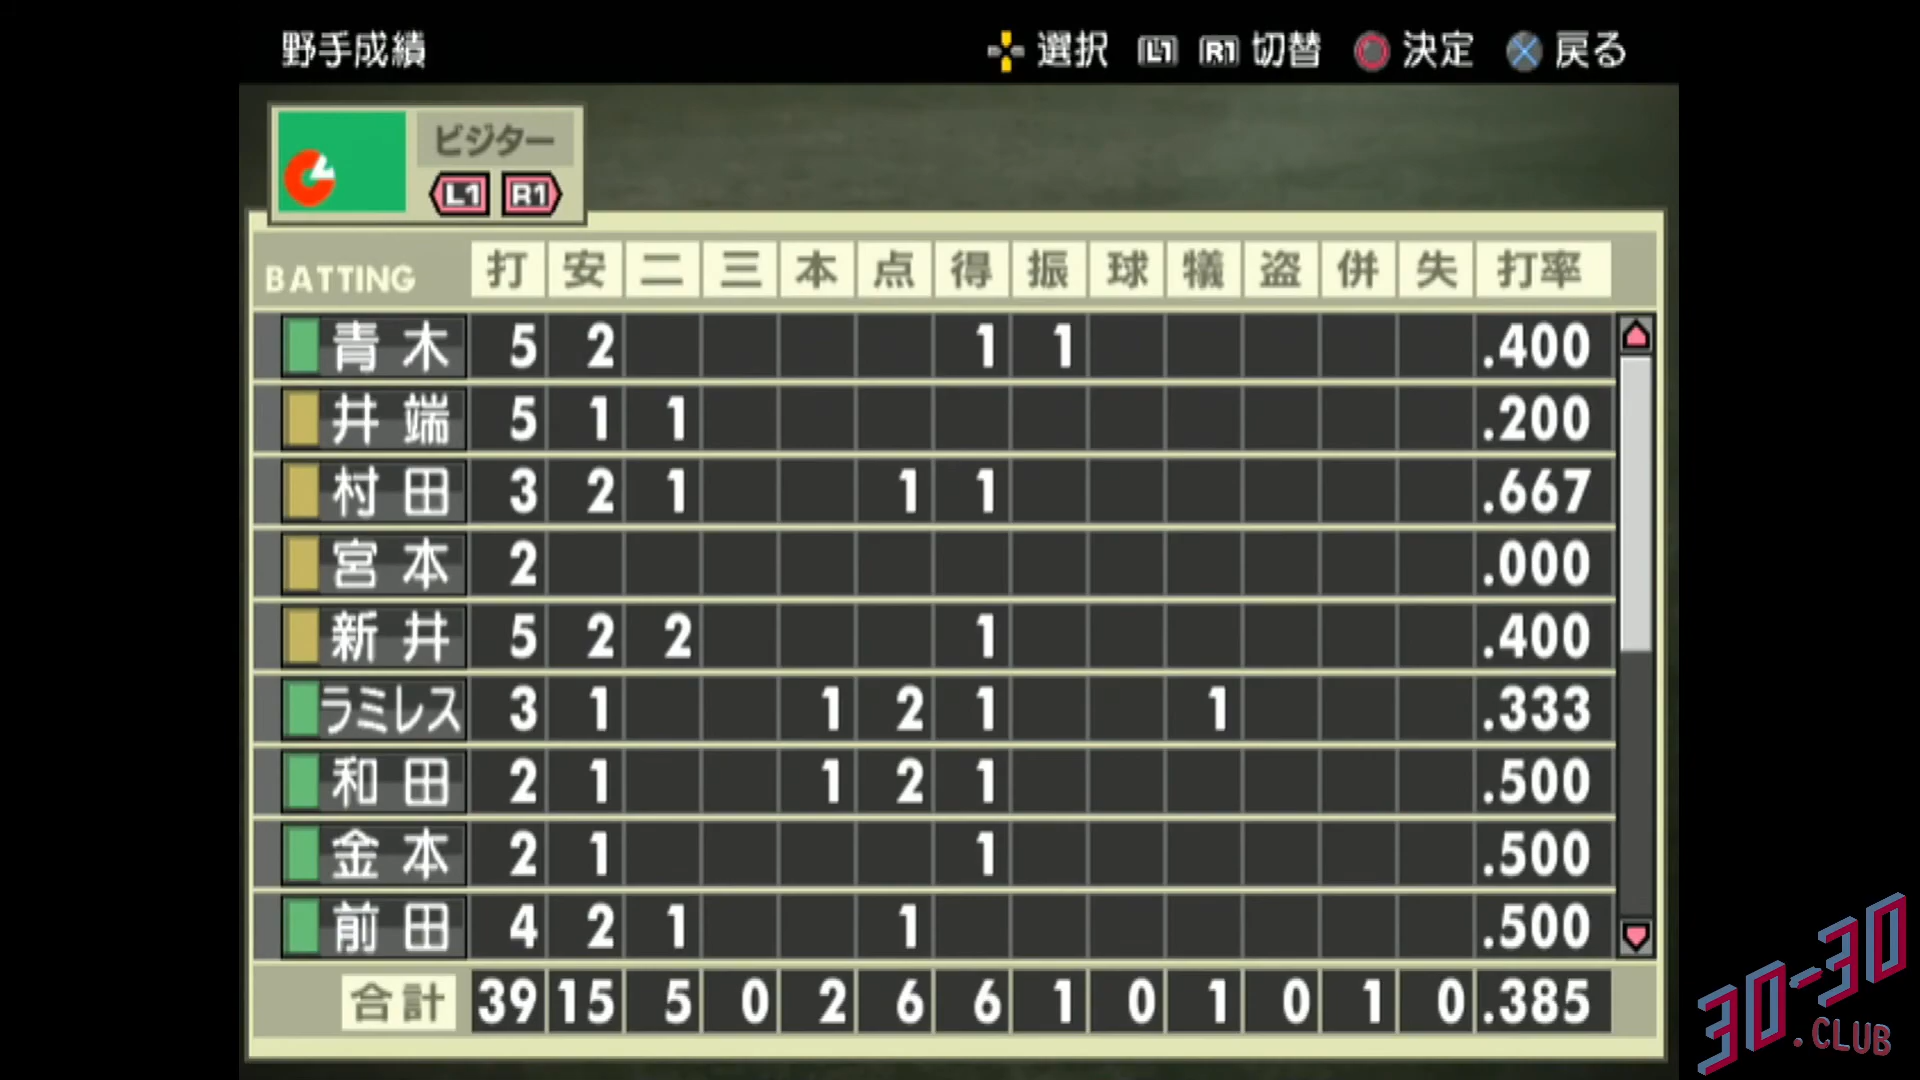 野手成績 選択 L1 R1 切替 決定 戻る
ビジター
L1 R1
BATTING 打 安 二 三 本 点 得 振 球 犠 盗 併 失 打率
青木 5 2 1 1 .400
井端 5 1 1 .200
村田 3 2 1 1 1 .667
宮本 2 .000
新井 5 2 2 1 .400
ラミレス 3 1 1 2 1 1 .333
和田 2 1 1 2 1 .500
金本 2 1 1 .500
前田 4 2 1 1 .500
合計 39 15 5 0 2 6 6 1 0 1 0 1 0 .385
30-30
.CLUB